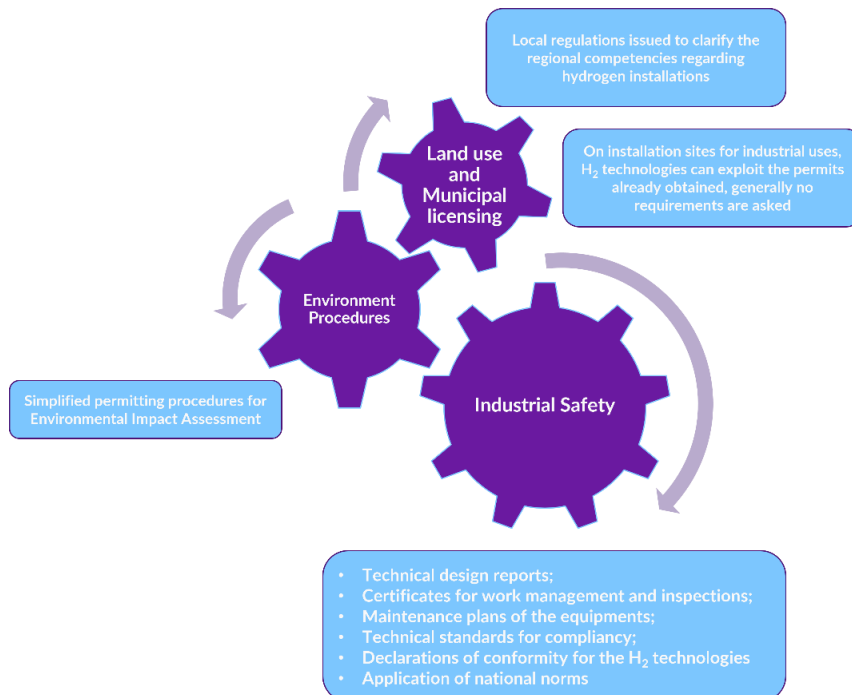 Local regulations issued to clarify the
regional competencies regarding
hydrogen installations
Land use
and
Municipal
licensing
On installation sites for industrial uses,
H₂ technologies can exploit the permits
already obtained, generally no
requirements are asked
Environment
Procedures
Simplified permitting procedures for
Environmental Impact Assessment
Industrial Safety
• Technical design reports;
• Certificates for work management and inspections;
• Maintenance plans of the equipments;
• Technical standards for compliancy;
• Declarations of conformity for the H₂ technologies
• Application of national norms